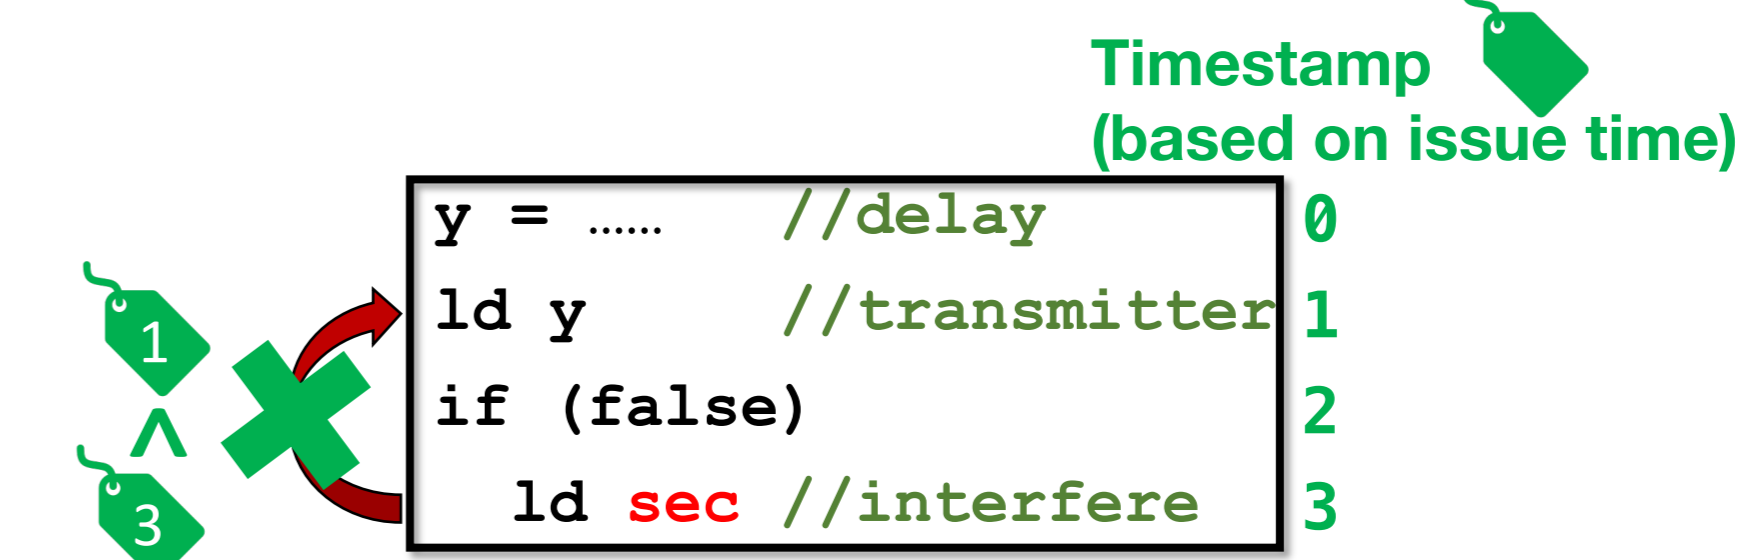 Timestamp
(based on issue time)
y = …… //delay 0
ld y //transmitter 1
if (false) 2
ld sec //interfere 3
1
^
3